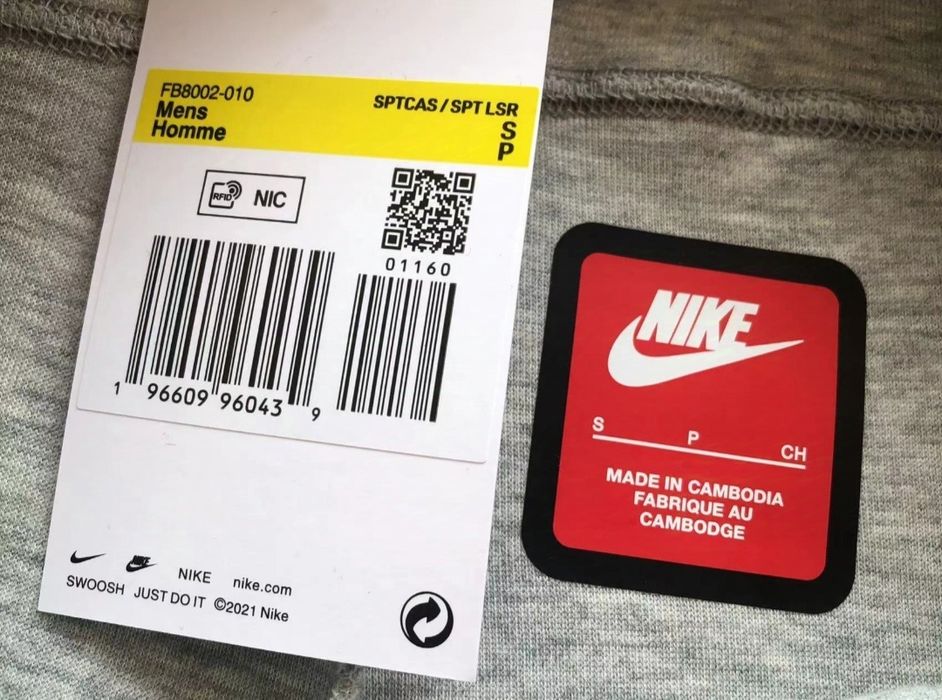 FB8002-010
Mens
Homme
SPTCAS / SPT LSR
S
P
RFID NIC
01160
1 96609 96043 9
NIKE nike.com
SWOOSH JUST DO IT ©2021 Nike
NIKE
S P CH
MADE IN CAMBODIA
FABRIQUE AU
CAMBODGE